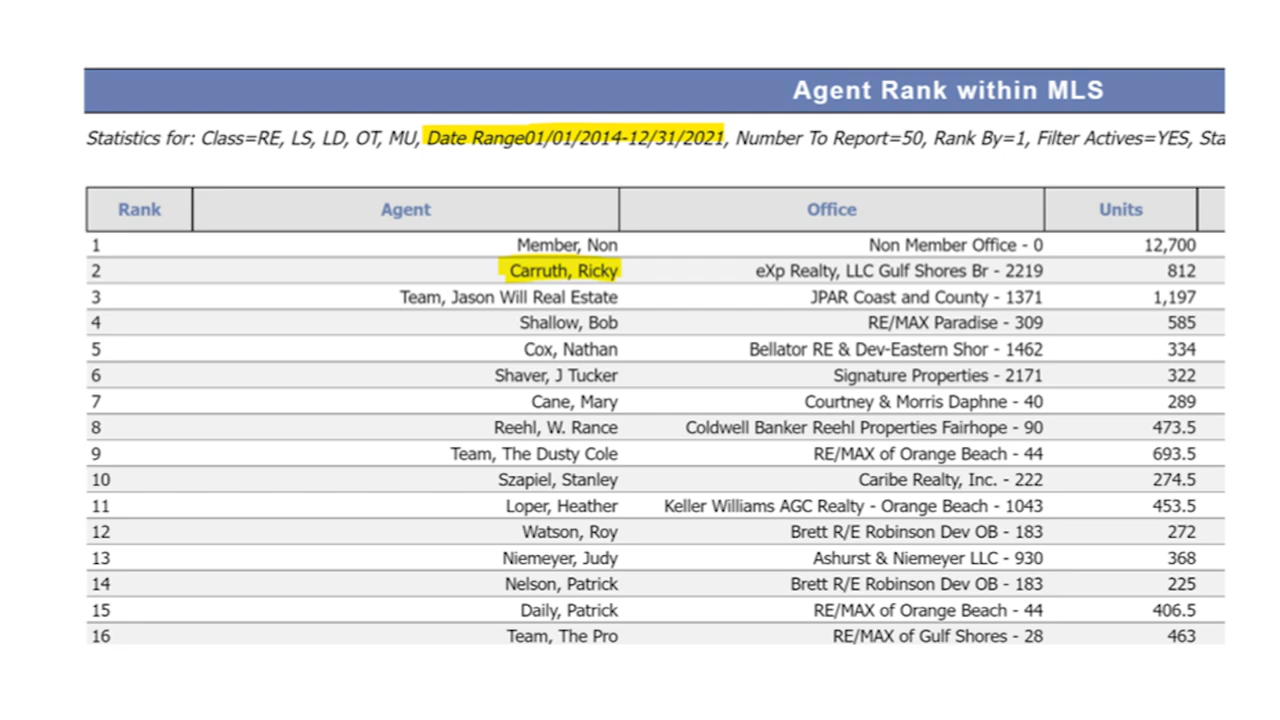 Agent Rank within MLS
Statistics for: Class=RE, LS, LD, OT, MU, Date Range01/01/2014-12/31/2021, Number To Report=50, Rank By=1, Filter Actives=YES, Sta
Rank Agent Office Units
1 Member, Non Non Member Office - 0 12,700
2 Carruth, Ricky eXp Realty, LLC Gulf Shores Br - 2219 812
3 Team, Jason Will Real Estate JPAR Coast and County - 1371 1,197
4 Shallow, Bob RE/MAX Paradise - 309 585
5 Cox, Nathan Bellator RE & Dev-Eastern Shor - 1462 334
6 Shaver, J Tucker Signature Properties - 2171 322
7 Cane, Mary Courtney & Morris Daphne - 40 289
8 Reehl, W. Rance Coldwell Banker Reehl Properties Fairhope - 90 473.5
9 Team, The Dusty Cole RE/MAX of Orange Beach - 44 693.5
10 Szapiel, Stanley Caribe Realty, Inc. - 222 274.5
11 Loper, Heather Keller Williams AGC Realty - Orange Beach - 1043 453.5
12 Watson, Roy Brett R/E Robinson Dev OB - 183 272
13 Niemeyer, Judy Ashurst & Niemeyer LLC - 930 368
14 Nelson, Patrick Brett R/E Robinson Dev OB - 183 225
15 Daily, Patrick RE/MAX of Orange Beach - 44 406.5
16 Team, The Pro RE/MAX of Gulf Shores - 28 463